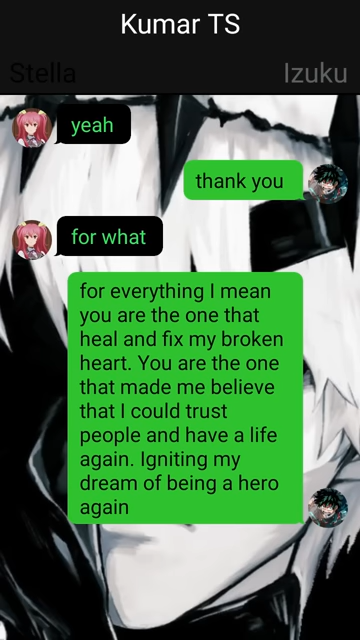 Kumar TS
Stella
Izuku
yeah
thank you
for what
for everything I mean
you are the one that
heal and fix my broken
heart. You are the one
that made me believe
that I could trust
people and have a life
again. Igniting my
dream of being a hero
again